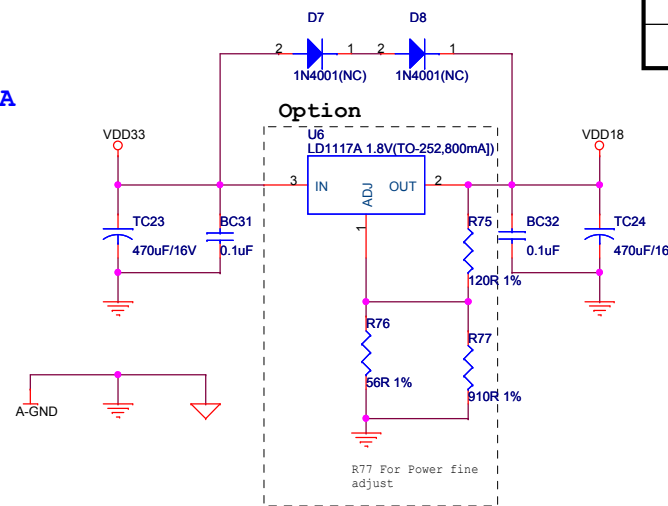 D7 D8
2 1 2 1
1N4001(NC) 1N4001(NC)
A
Option
VDD33 U6 VDD18
LD1117A 1.8V(TO-252,800mA])
3 IN OUT 2
ADJ
1
TC23 BC31 R75 BC32 TC24
470uF/16V 0.1uF 0.1uF 470uF/16
120R 1%
R76
R77
56R 1%
910R 1%
A-GND
R77 For Power fine
adjust